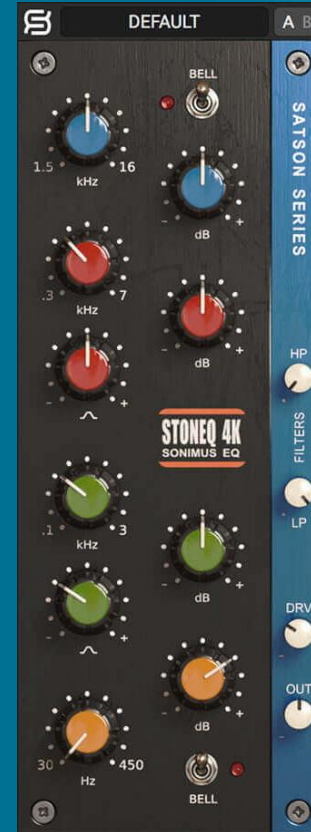 DEFAULT
A B
BELL
1.5 16
kHz
- +
dB
.3 7
kHz
- +
dB
- +
STONEQ 4K
SONIMUS EQ
.1 3
kHz
- +
dB
- +
- +
dB
30 450
Hz
BELL
SATSON SERIES
HP
FILTERS
LP
DRV
-
OUT
-